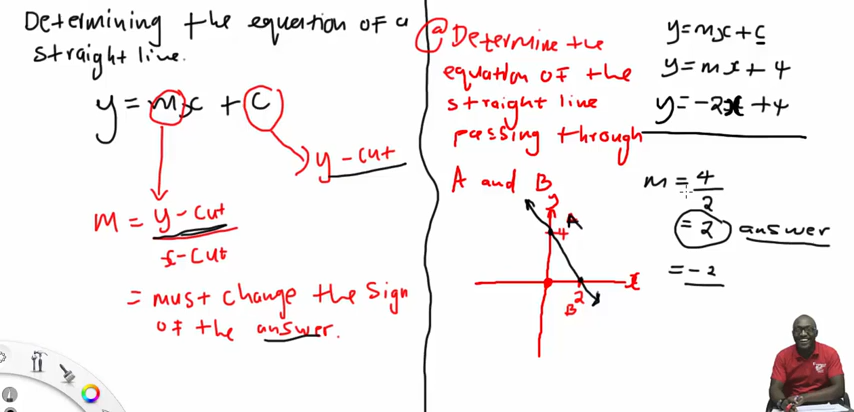 Determining the equation of a
straight line.
y = mx + c
y-cut
m = y-cut
x-cut
= must change the sign
of the answer.
(a) Determine the
equation of the
straight line
passing through
A and B
y
A
4
x
2
B
y = mx + c
y = mx + 4
y = -2x + 4
m = 4
2
= 2 answer
= -2